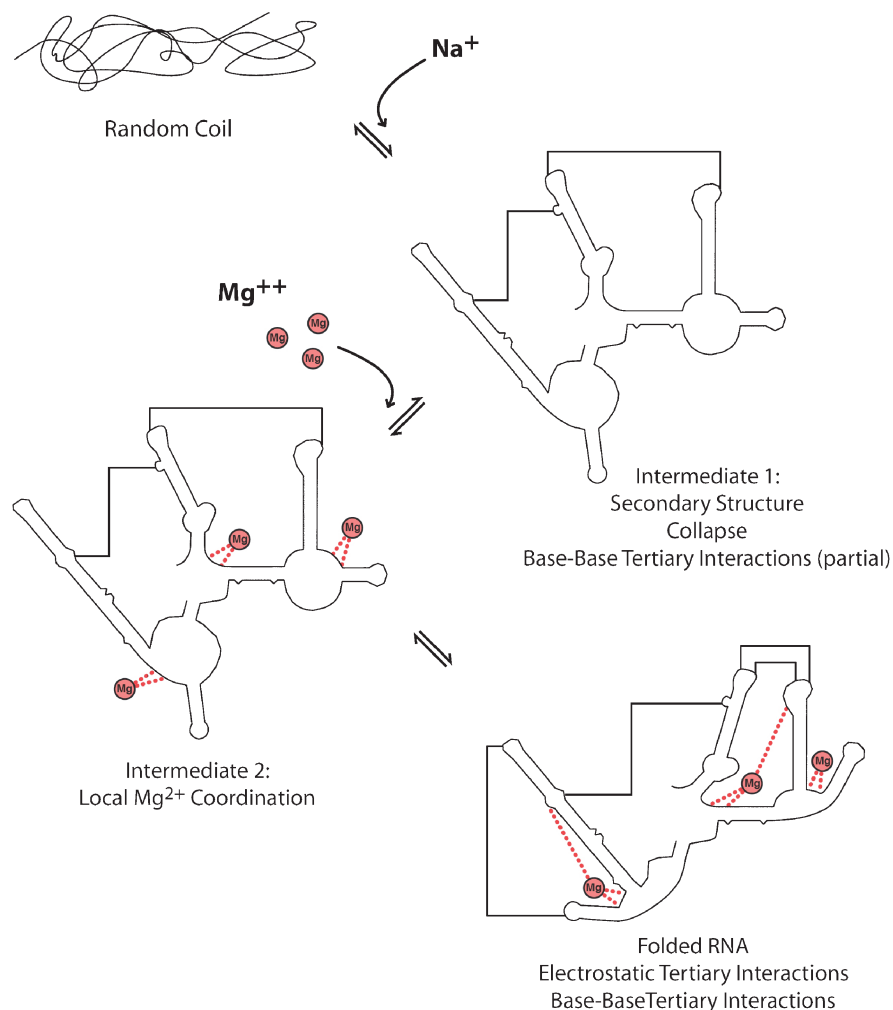 Na+
Random Coil
Mg++
Mg
Mg
Mg
Intermediate 1:
Secondary Structure
Collapse
Base-Base Tertiary Interactions (partial)
Mg
Mg
Mg
Intermediate 2:
Local Mg2+ Coordination
Mg
Mg
Mg
Folded RNA
Electrostatic Tertiary Interactions
Base-BaseTertiary Interactions